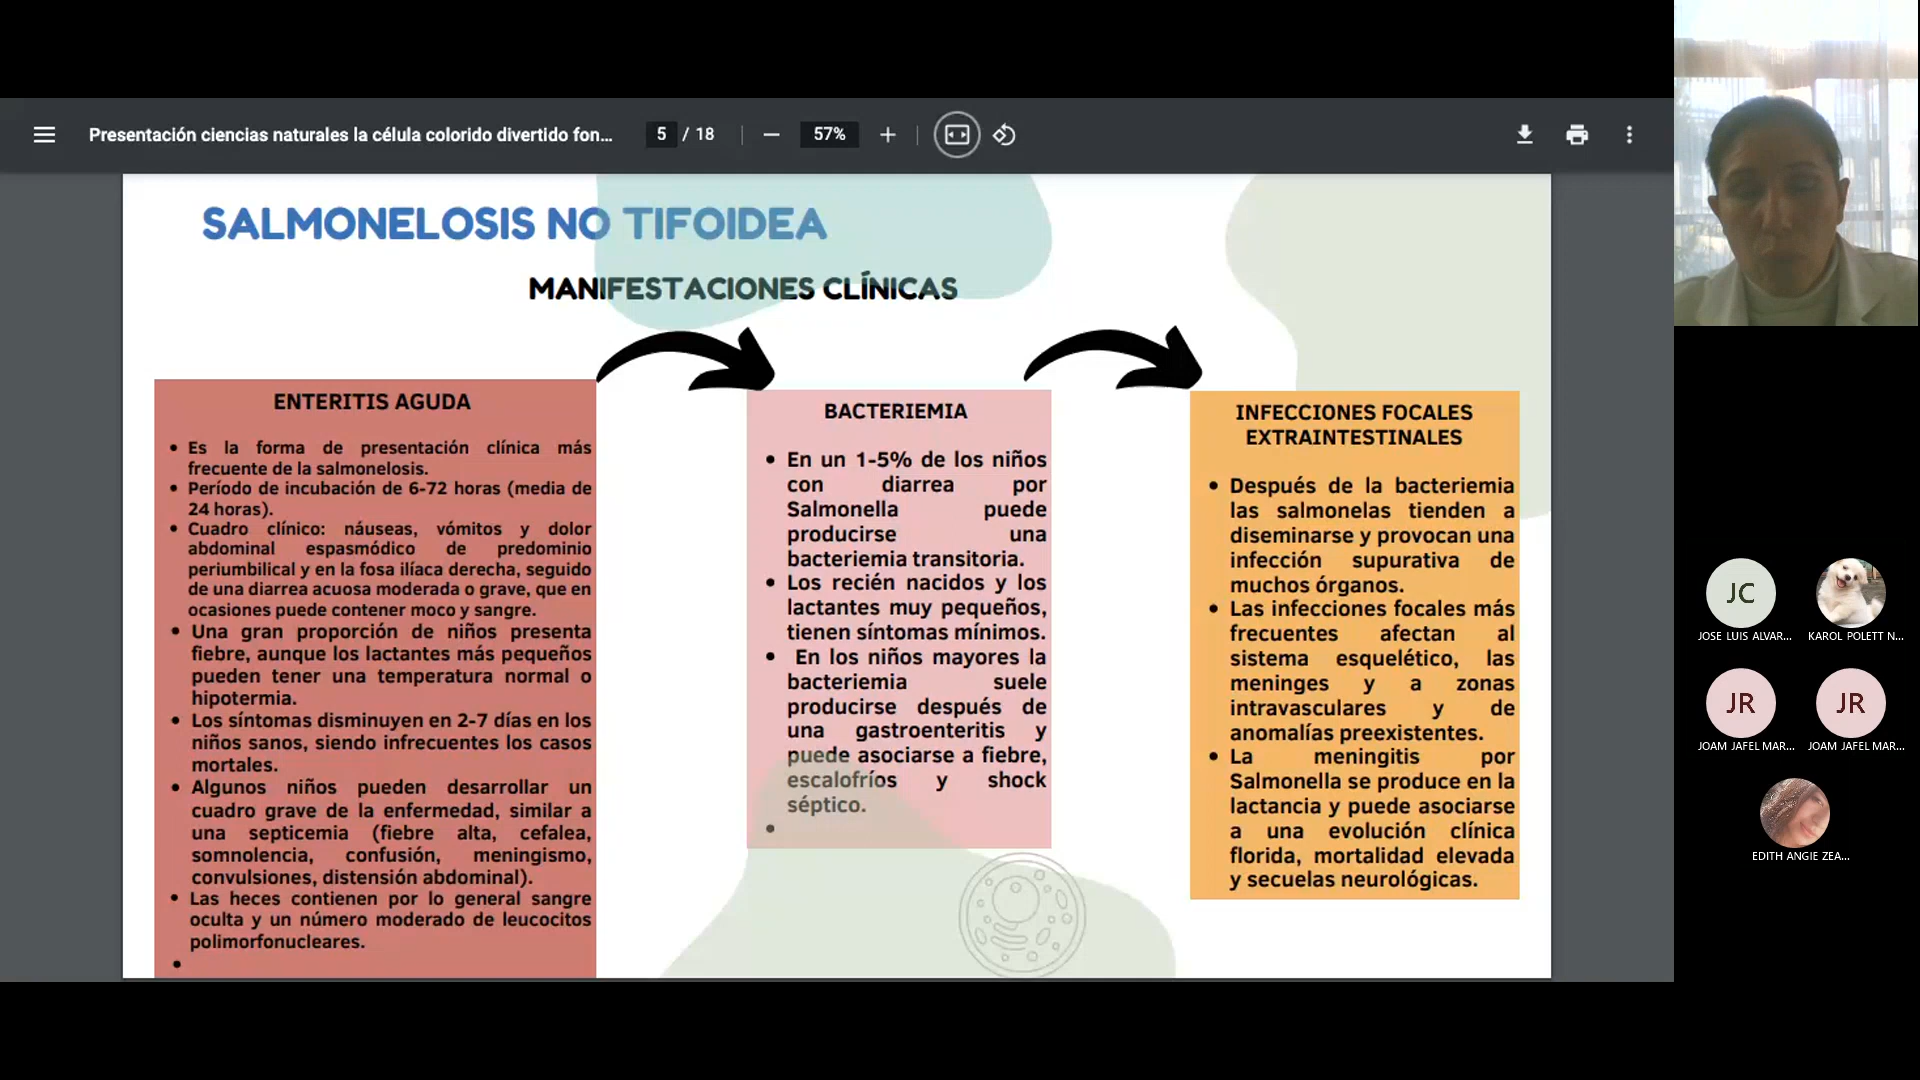 Presentación ciencias naturales la célula colorido divertido fon...
5 / 18
57%
SALMONELOSIS NO TIFOIDEA
MANIFESTACIONES CLÍNICAS
ENTERITIS AGUDA
• Es la forma de presentación clínica más
frecuente de la salmonelosis.
• Período de incubación de 6-72 horas (media de
24 horas).
• Cuadro clínico: náuseas, vómitos y dolor
abdominal espasmódico de predominio
periumbilical y en la fosa ilíaca derecha, seguido
de una diarrea acuosa moderada o grave, que en
ocasiones puede contener moco y sangre.
• Una gran proporción de niños presenta
fiebre, aunque los lactantes más pequeños
pueden tener una temperatura normal o
hipotermia.
• Los síntomas disminuyen en 2-7 días en los
niños sanos, siendo infrecuentes los casos
mortales.
• Algunos niños pueden desarrollar un
cuadro grave de la enfermedad, similar a
una septicemia (fiebre alta, cefalea,
somnolencia, confusión, meningismo,
convulsiones, distensión abdominal).
• Las heces contienen por lo general sangre
oculta y un número moderado de leucocitos
polimorfonucleares.
•
BACTERIEMIA
• En un 1-5% de los niños
con diarrea por
Salmonella puede
producirse una
bacteriemia transitoria.
• Los recién nacidos y los
lactantes muy pequeños,
tienen síntomas mínimos.
• En los niños mayores la
bacteriemia suele
producirse después de
una gastroenteritis y
puede asociarse a fiebre,
escalofríos y shock
séptico.
•
INFECCIONES FOCALES
EXTRAINTESTINALES
• Después de la bacteriemia
las salmonelas tienden a
diseminarse y provocan una
infección supurativa de
muchos órganos.
• Las infecciones focales más
frecuentes afectan al
sistema esquelético, las
meninges y a zonas
intravasculares y de
anomalías preexistentes.
• La meningitis por
Salmonella se produce en la
lactancia y puede asociarse
a una evolución clínica
florida, mortalidad elevada
y secuelas neurológicas.
JC
JOSE LUIS ALVAR...
KAROL POLETT N...
JR
JOAM JAFEL MAR...
JR
JOAM JAFEL MAR...
EDITH ANGIE ZEA...